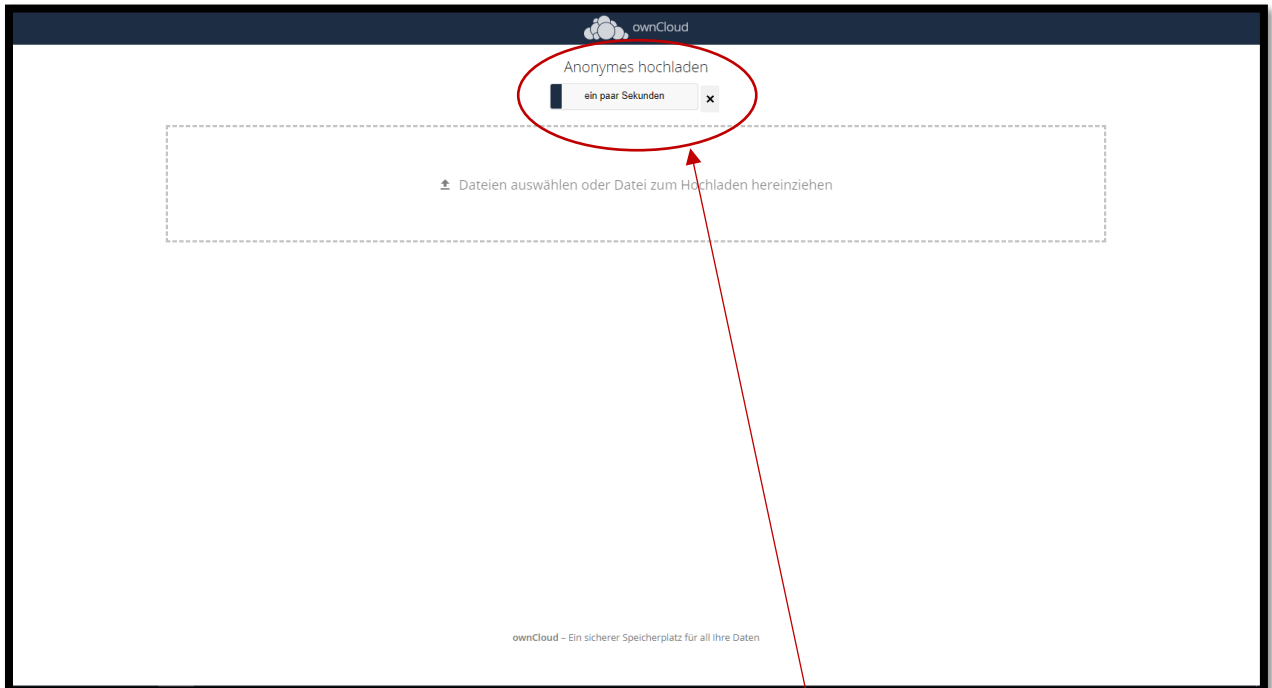 ownCloud
Anonymes hochladen
ein paar Sekunden
Dateien auswählen oder Datei zum Hochladen hereinziehen
ownCloud – Ein sicherer Speicherplatz für all Ihre Daten